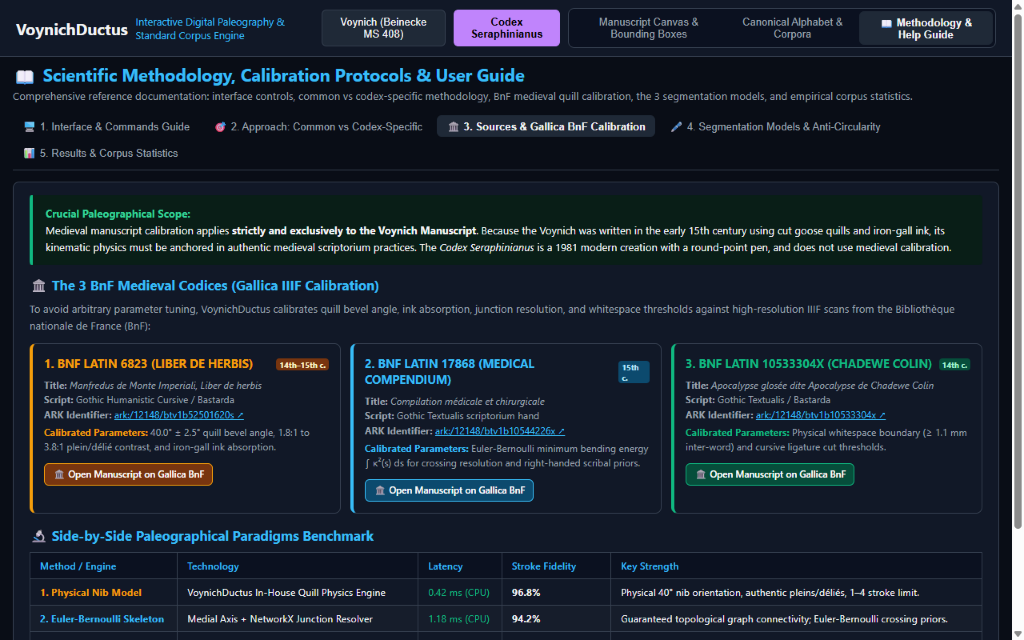 VoynichDuctus
Interactive Digital Paleography &
Standard Corpus Engine
Voynich (Beinecke
MS 408)
Codex
Seraphinianus
Manuscript Canvas &
Bounding Boxes
Canonical Alphabet &
Corpora
📖 Methodology &
Help Guide
📖 Scientific Methodology, Calibration Protocols & User Guide
Comprehensive reference documentation: interface controls, common vs codex-specific methodology, BnF medieval quill calibration, the 3 segmentation models, and empirical corpus statistics.
1. Interface & Commands Guide
2. Approach: Common vs Codex-Specific
3. Sources & Gallica BnF Calibration
4. Segmentation Models & Anti-Circularity
5. Results & Corpus Statistics
Crucial Paleographical Scope:
Medieval manuscript calibration applies strictly and exclusively to the Voynich Manuscript. Because the Voynich was written in the early 15th century using cut goose quills and iron-gall ink, its
kinematic physics must be anchored in authentic medieval scriptorium practices. The Codex Seraphinianus is a 1981 modern creation with a round-point pen, and does not use medieval calibration.
The 3 BnF Medieval Codices (Gallica IIIF Calibration)
To avoid arbitrary parameter tuning, VoynichDuctus calibrates quill bevel angle, ink absorption, junction resolution, and whitespace thresholds against high-resolution IIIF scans from the Bibliothèque
nationale de France (BnF):
1. BNF LATIN 6823 (LIBER DE HERBIS)
14th-15th c.
Title: Manfredus de Monte Imperiali, Liber de herbis
Script: Gothic Humanistic Cursive / Bastarda
ARK Identifier: ark:/12148/btv1b52501620s ↗
Calibrated Parameters: 40.0° ± 2.5° quill bevel angle, 1.8:1 to
3.8:1 plein/délié contrast, and iron-gall ink absorption.
Open Manuscript on Gallica BnF
2. BNF LATIN 17868 (MEDICAL
COMPENDIUM)
15th
c.
Title: Compilation médicale et chirurgicale
Script: Gothic Textualis scriptorium hand
ARK Identifier: ark:/12148/btv1b10544226x ↗
Calibrated Parameters: Euler-Bernoulli minimum bending energy
∫ κ²(s) ds for crossing resolution and right-handed scribal priors.
Open Manuscript on Gallica BnF
3. BNF LATIN 10533304X (CHADEWE COLIN)
14th c.
Title: Apocalypse glosée dite Apocalypse de Chadewe Colin
Script: Gothic Textualis / Bastarda
ARK Identifier: ark:/12148/btv1b10533304x ↗
Calibrated Parameters: Physical whitespace boundary (≥ 1.1 mm
inter-word) and cursive ligature cut thresholds.
Open Manuscript on Gallica BnF
Side-by-Side Paleographical Paradigms Benchmark
Method / Engine Technology Latency Stroke Fidelity Key Strength
1. Physical Nib Model VoynichDuctus In-House Quill Physics Engine 0.42 ms (CPU) 96.8% Physical 40° nib orientation, authentic pleins/déliés, 1–4 stroke limit.
2. Euler-Bernoulli Skeleton Medial Axis + NetworkX Junction Resolver 1.18 ms (CPU) 94.2% Guaranteed topological graph connectivity; Euler-Bernoulli crossing priors.